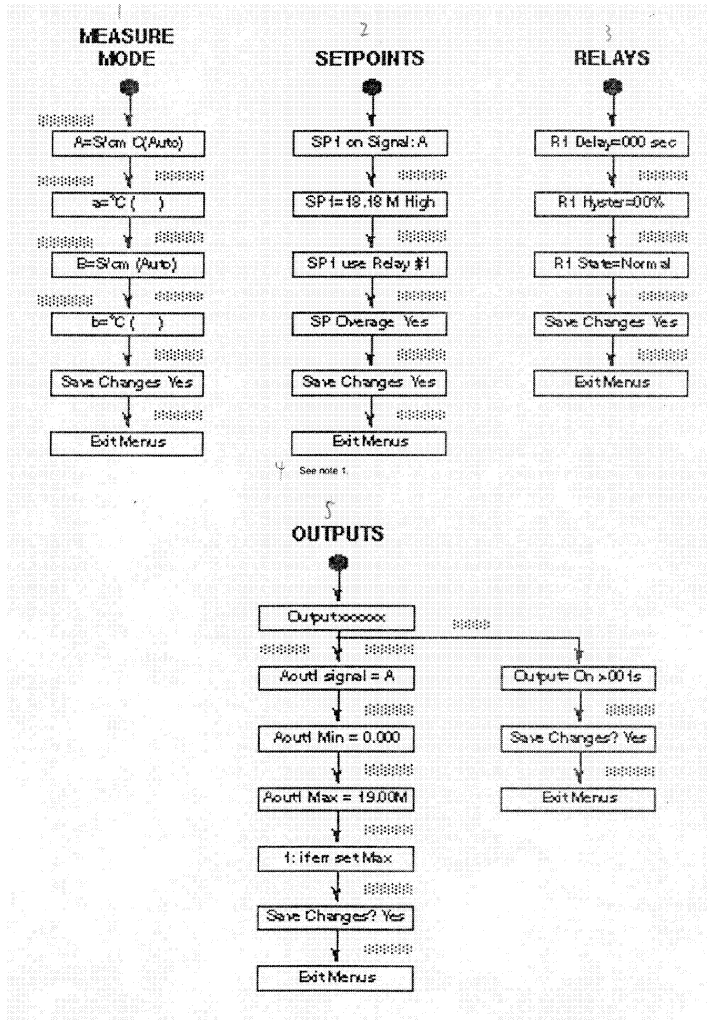 1
MEASURE
MODE
A=S/cm C(Auto)
a=°C ( )
B=S/cm (Auto)
b=°C ( )
Save Changes Yes
Exit Menus
2
SETPOINTS
SP1 on Signal: A
SP1=18.18 M High
SP1 use Relay #1
SP Overage Yes
Save Changes Yes
Exit Menus
4 See note 1.
3
RELAYS
R1 Delay=000 sec
R1 Hyster=00%
R1 State=Normal
Save Changes Yes
Exit Menus
5
OUTPUTS
Output:xxxxxx
Aout1 signal = A
Aout1 Min = 0.000
Aout1 Max = 19.00M
1: if err set Max
Save Changes? Yes
Exit Menus
Output= On >001s
Save Changes? Yes
Exit Menus